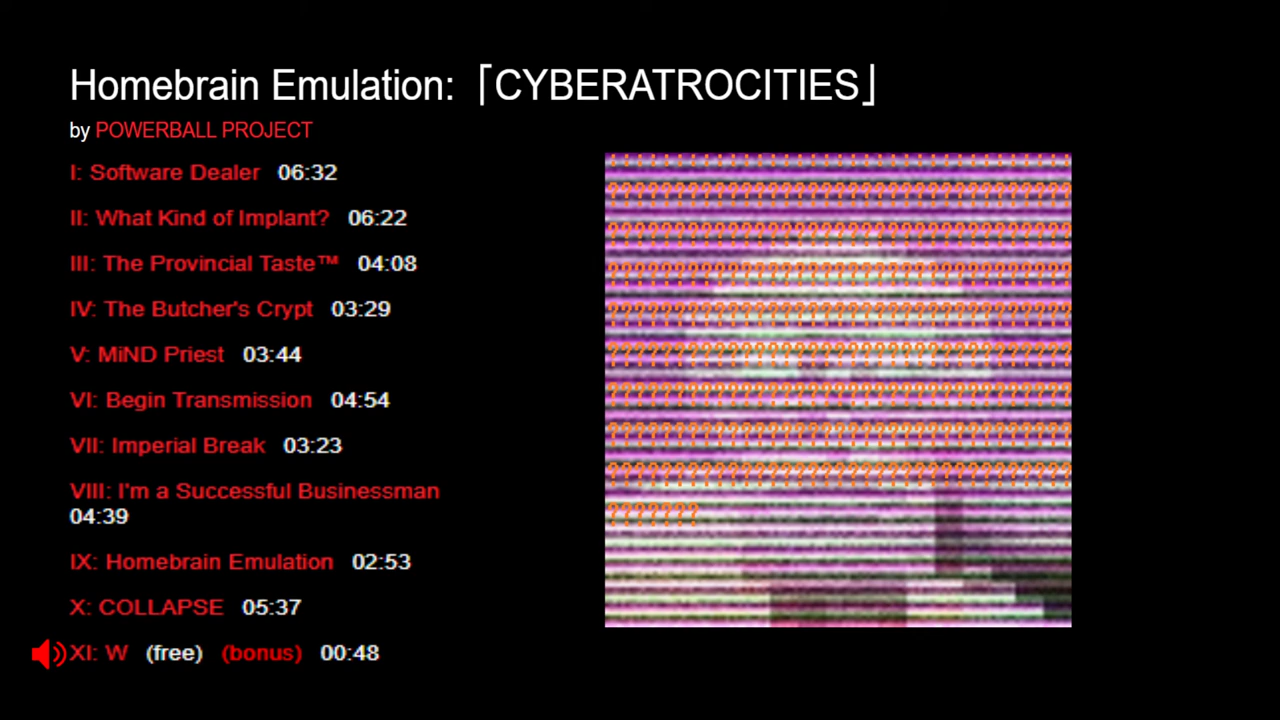 Homebrain Emulation: ⌈CYBERATROCITIES⌋
by POWERBALL PROJECT
I: Software Dealer 06:32
II: What Kind of Implant? 06:22
III: The Provincial Taste™ 04:08
IV: The Butcher's Crypt 03:29
V: MiND Priest 03:44
VI: Begin Transmission 04:54
VII: Imperial Break 03:23
VIII: I'm a Successful Businessman
04:39
IX: Homebrain Emulation 02:53
X: COLLAPSE 05:37
XI: W (free) (bonus) 00:48
???????????????????????????????????
???????????????????????????????????
???????????????????????????????????
???????????????????????????????????
???????????????????????????????????
???????????????????????????????????
???????????????????????????????????
???????????????????????????????????
???????